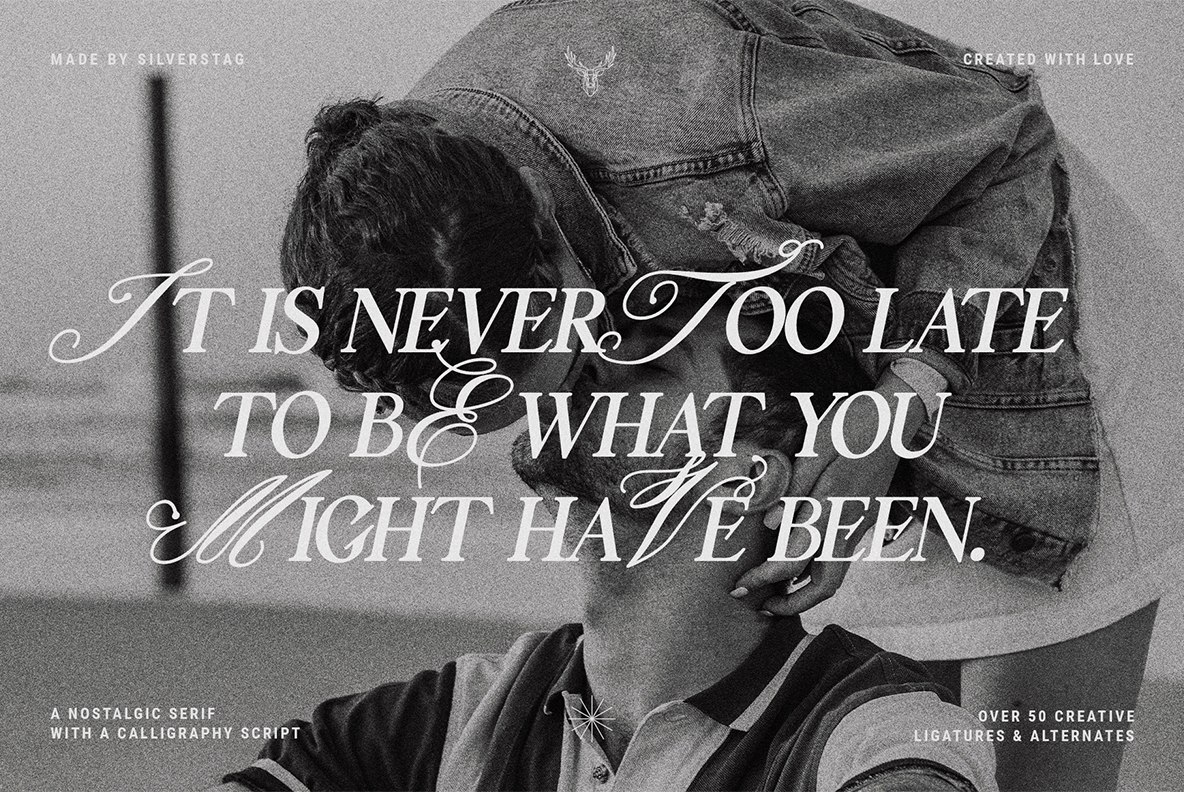 MADE BY SILVERSTAG
CREATED WITH LOVE
IT IS NEVER TOO LATE
TO BE WHAT YOU
MIGHT HAVE BEEN.
A NOSTALGIC SERIF
WITH A CALLIGRAPHY SCRIPT
OVER 50 CREATIVE
LIGATURES & ALTERNATES